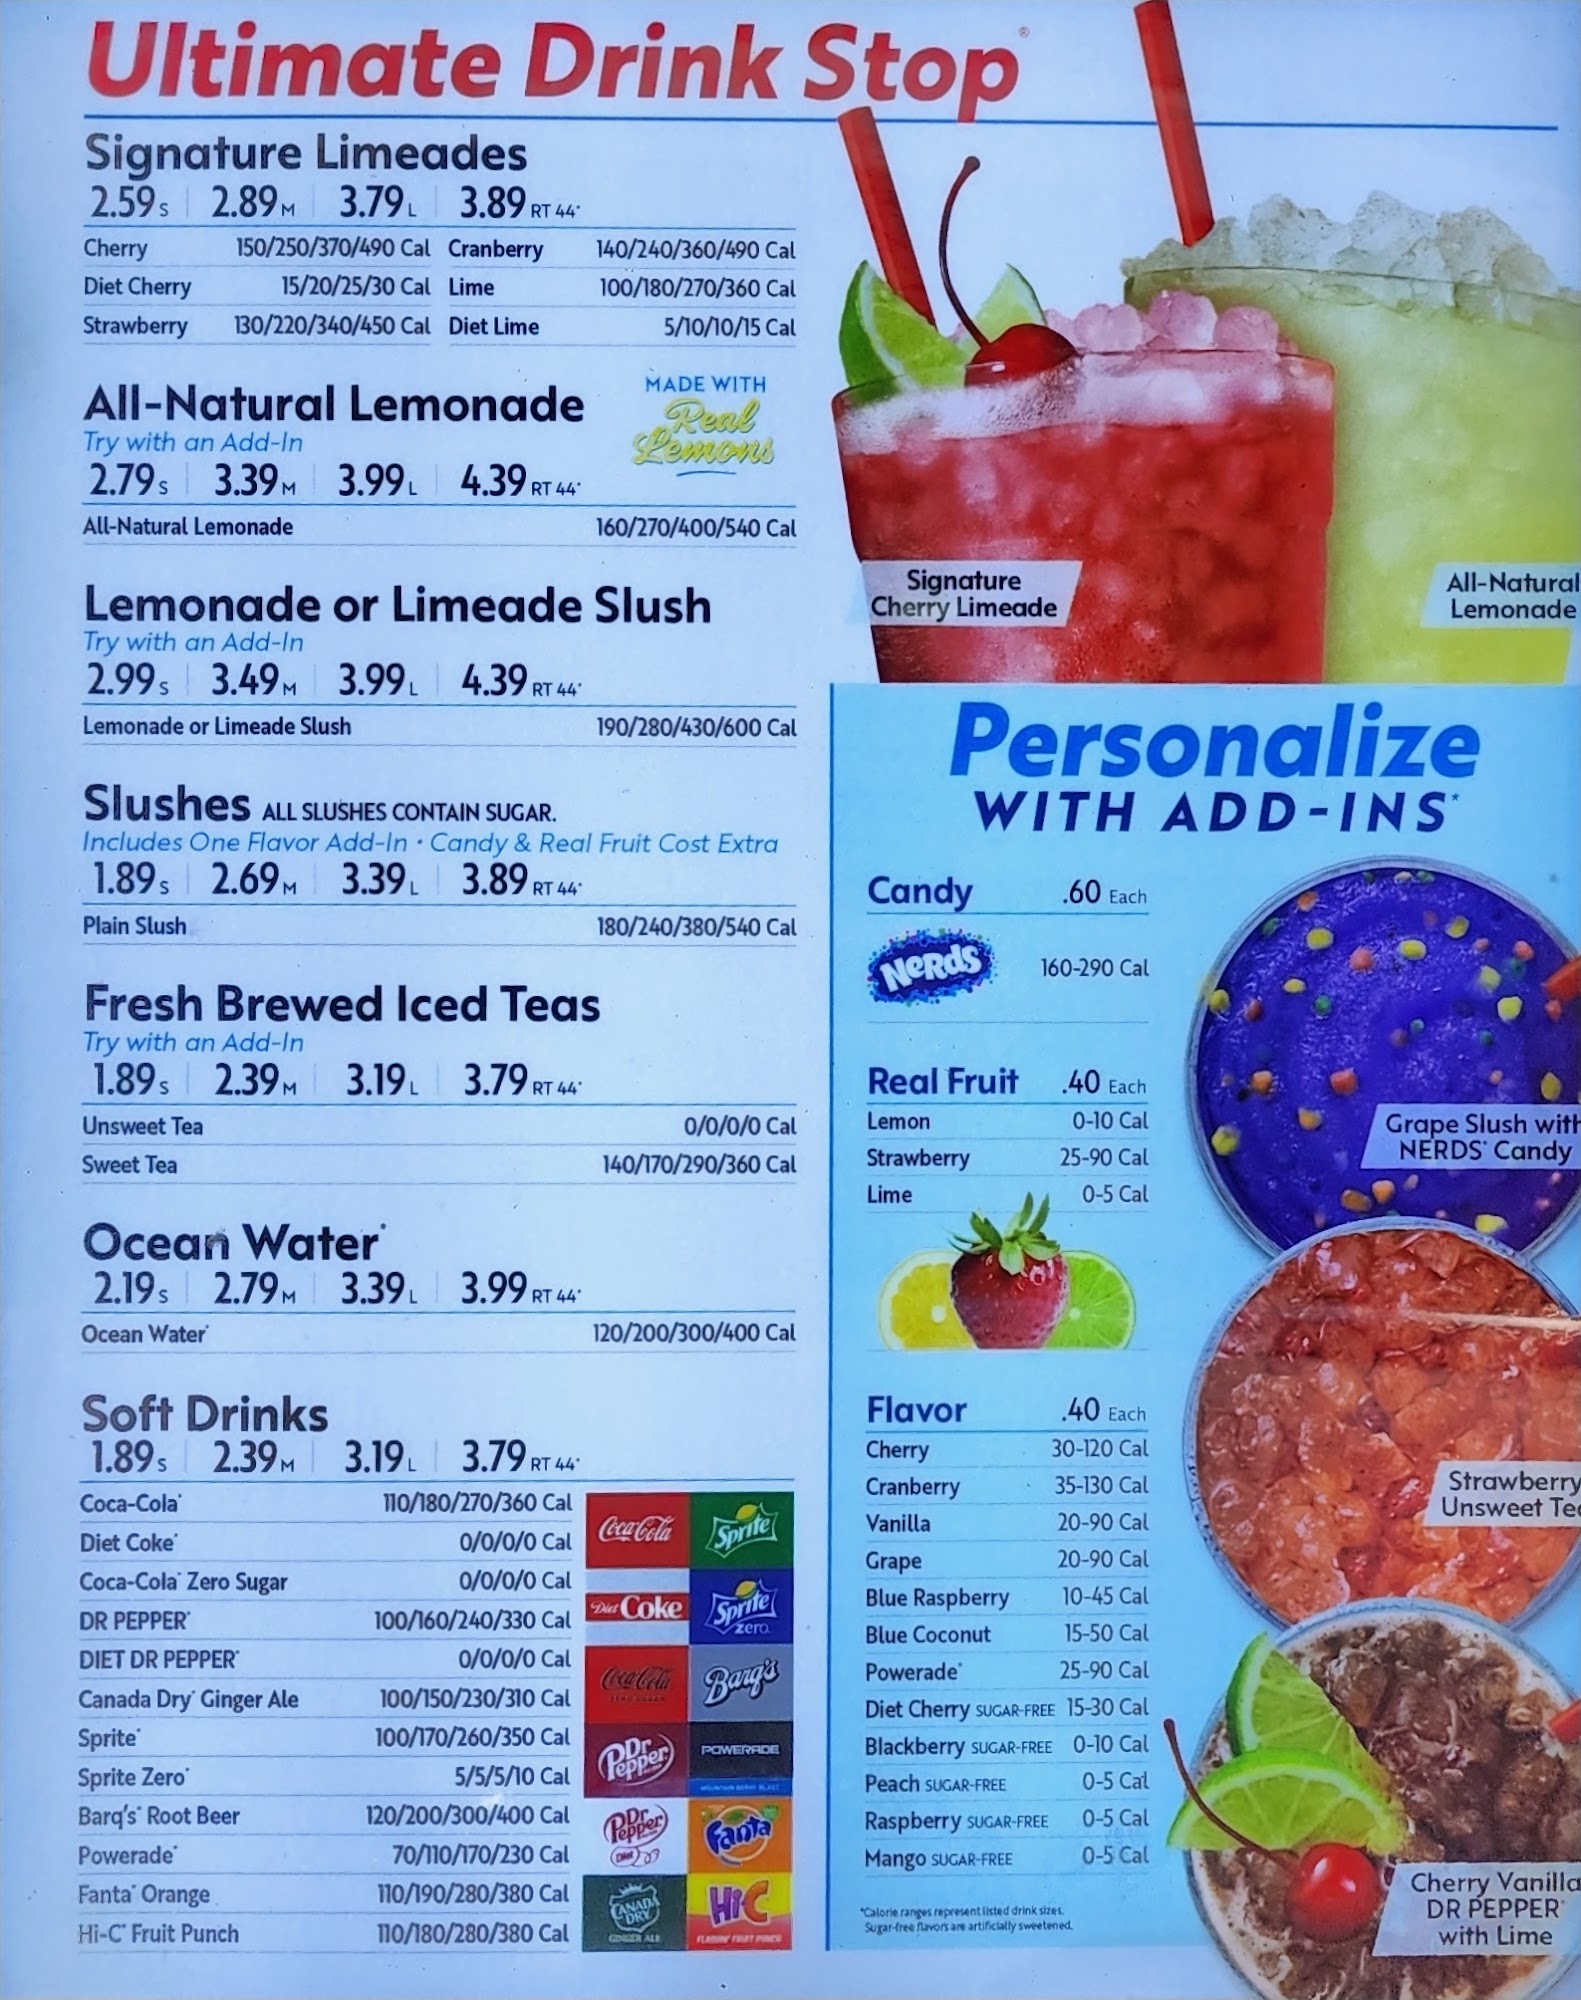 Ultimate Drink Stop®
Signature Limeades
2.59 S | 2.89 M | 3.79 L | 3.89 RT 44®
Cherry 150/250/370/490 Cal
Cranberry 140/240/360/490 Cal
Diet Cherry 15/20/25/30 Cal
Lime 100/180/270/360 Cal
Strawberry 130/220/340/450 Cal
Diet Lime 5/10/10/15 Cal
All-Natural Lemonade
MADE WITH
Real
Lemons
Try with an Add-In
2.79 S | 3.39 M | 3.99 L | 4.39 RT 44®
All-Natural Lemonade 160/270/400/540 Cal
Lemonade or Limeade Slush
Try with an Add-In
2.99 S | 3.49 M | 3.99 L | 4.39 RT 44®
Lemonade or Limeade Slush 190/280/430/600 Cal
Slushes ALL SLUSHES CONTAIN SUGAR.
Includes One Flavor Add-In • Candy & Real Fruit Cost Extra
1.89 S | 2.69 M | 3.39 L | 3.89 RT 44®
Plain Slush 180/240/380/540 Cal
Fresh Brewed Iced Teas
Try with an Add-In
1.89 S | 2.39 M | 3.19 L | 3.79 RT 44®
Unsweet Tea 0/0/0/0 Cal
Sweet Tea 140/170/290/360 Cal
Ocean Water®
2.19 S | 2.79 M | 3.39 L | 3.99 RT 44®
Ocean Water® 120/200/300/400 Cal
Soft Drinks
1.89 S | 2.39 M | 3.19 L | 3.79 RT 44®
Coca-Cola® 110/180/270/360 Cal
Diet Coke® 0/0/0/0 Cal
Coca-Cola® Zero Sugar 0/0/0/0 Cal
DR PEPPER® 100/160/240/330 Cal
DIET DR PEPPER® 0/0/0/0 Cal
Canada Dry® Ginger Ale 100/150/230/310 Cal
Sprite® 100/170/260/350 Cal
Sprite Zero® 5/5/5/10 Cal
Barq's® Root Beer 120/200/300/400 Cal
Powerade® 70/110/170/230 Cal
Fanta® Orange 110/190/280/380 Cal
Hi-C® Fruit Punch 110/180/280/380 Cal
Coca-Cola
Sprite
Diet Coke
Sprite
zero
Coca-Cola
ZERO SUGAR
Barq's
Dr Pepper
POWERADE
MOUNTAIN BERRY BLAST
Dr Pepper
Diet
Fanta
CANADA
DRY
GINGER ALE
Hi-C
FLASHIN' FRUIT PUNCH
Signature
Cherry Limeade
All-Natural
Lemonade
Personalize
WITH ADD-INS*
Candy .60 Each
NERDS 160-290 Cal
Real Fruit .40 Each
Lemon 0-10 Cal
Strawberry 25-90 Cal
Lime 0-5 Cal
Flavor .40 Each
Cherry 30-120 Cal
Cranberry 35-130 Cal
Vanilla 20-90 Cal
Grape 20-90 Cal
Blue Raspberry 10-45 Cal
Blue Coconut 15-50 Cal
Powerade® 25-90 Cal
Diet Cherry SUGAR-FREE 15-30 Cal
Blackberry SUGAR-FREE 0-10 Cal
Peach SUGAR-FREE 0-5 Cal
Raspberry SUGAR-FREE 0-5 Cal
Mango SUGAR-FREE 0-5 Cal
*Calorie ranges represent listed drink sizes.
Sugar-free flavors are artificially sweetened.
Grape Slush with
NERDS® Candy
Strawberry
Unsweet Te
Cherry Vanilla
DR PEPPER®
with Lime